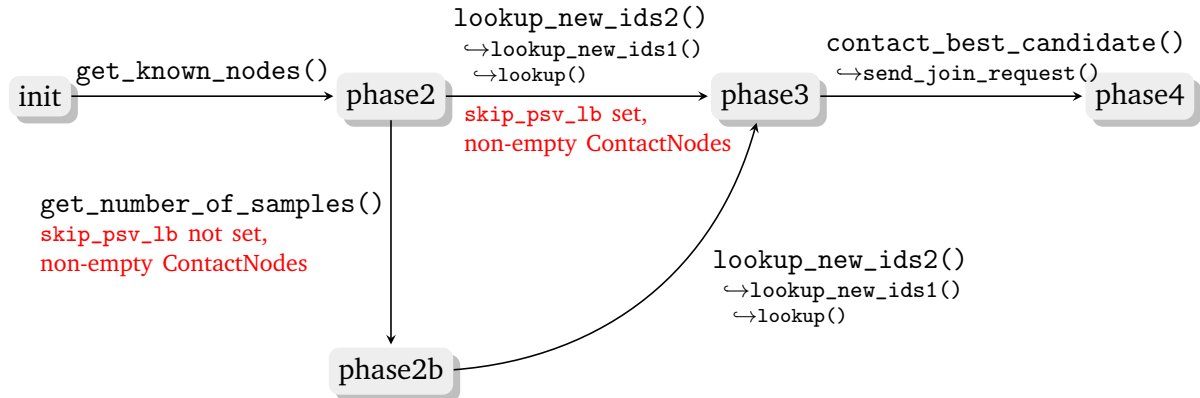 lookup_new_ids2()
↪lookup_new_ids1()
↪lookup()
contact_best_candidate()
↪send_join_request()
get_known_nodes()
init
phase2
phase3
phase4
skip_psv_lb set,
non-empty ContactNodes
get_number_of_samples()
skip_psv_lb not set,
non-empty ContactNodes
lookup_new_ids2()
↪lookup_new_ids1()
↪lookup()
phase2b